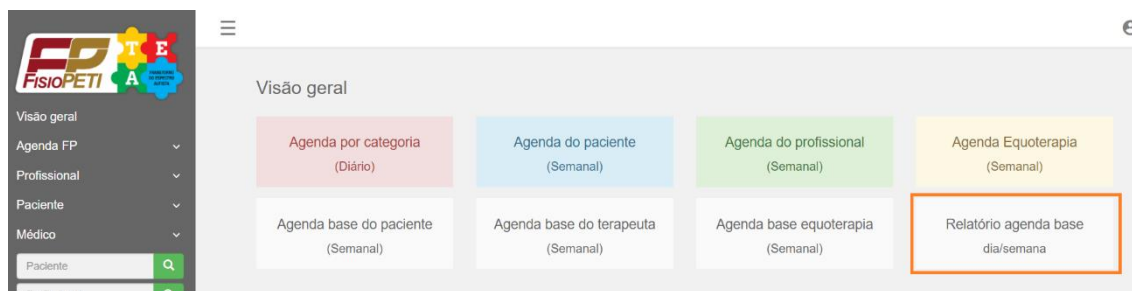 FP
FISIOPETI
T
E
A
Visão geral
Agenda FP
Profissional
Paciente
Médico
Paciente
Visão geral
Agenda por categoria
(Diário)
Agenda do paciente
(Semanal)
Agenda do profissional
(Semanal)
Agenda Equoterapia
(Semanal)
Agenda base do paciente
(Semanal)
Agenda base do terapeuta
(Semanal)
Agenda base equoterapia
(Semanal)
Relatório agenda base
dia/semana